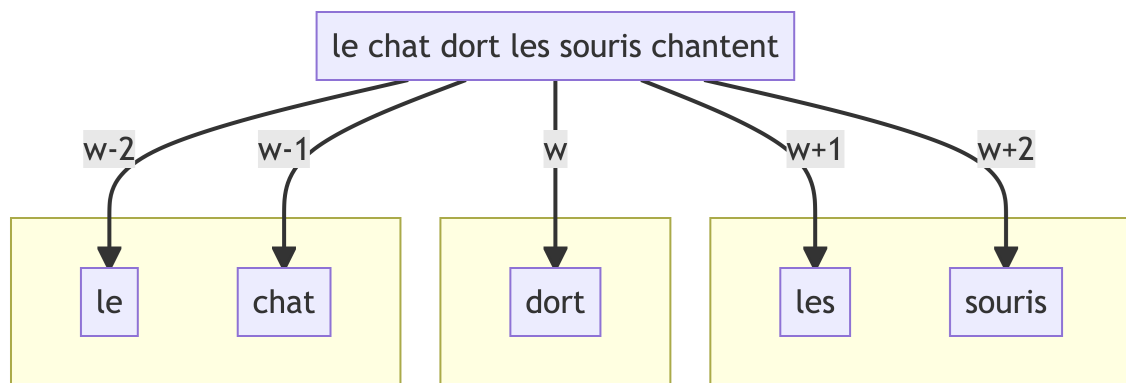 le chat dort les souris chantent
w-2 w-1 w w+1 w+2
le chat dort les souris